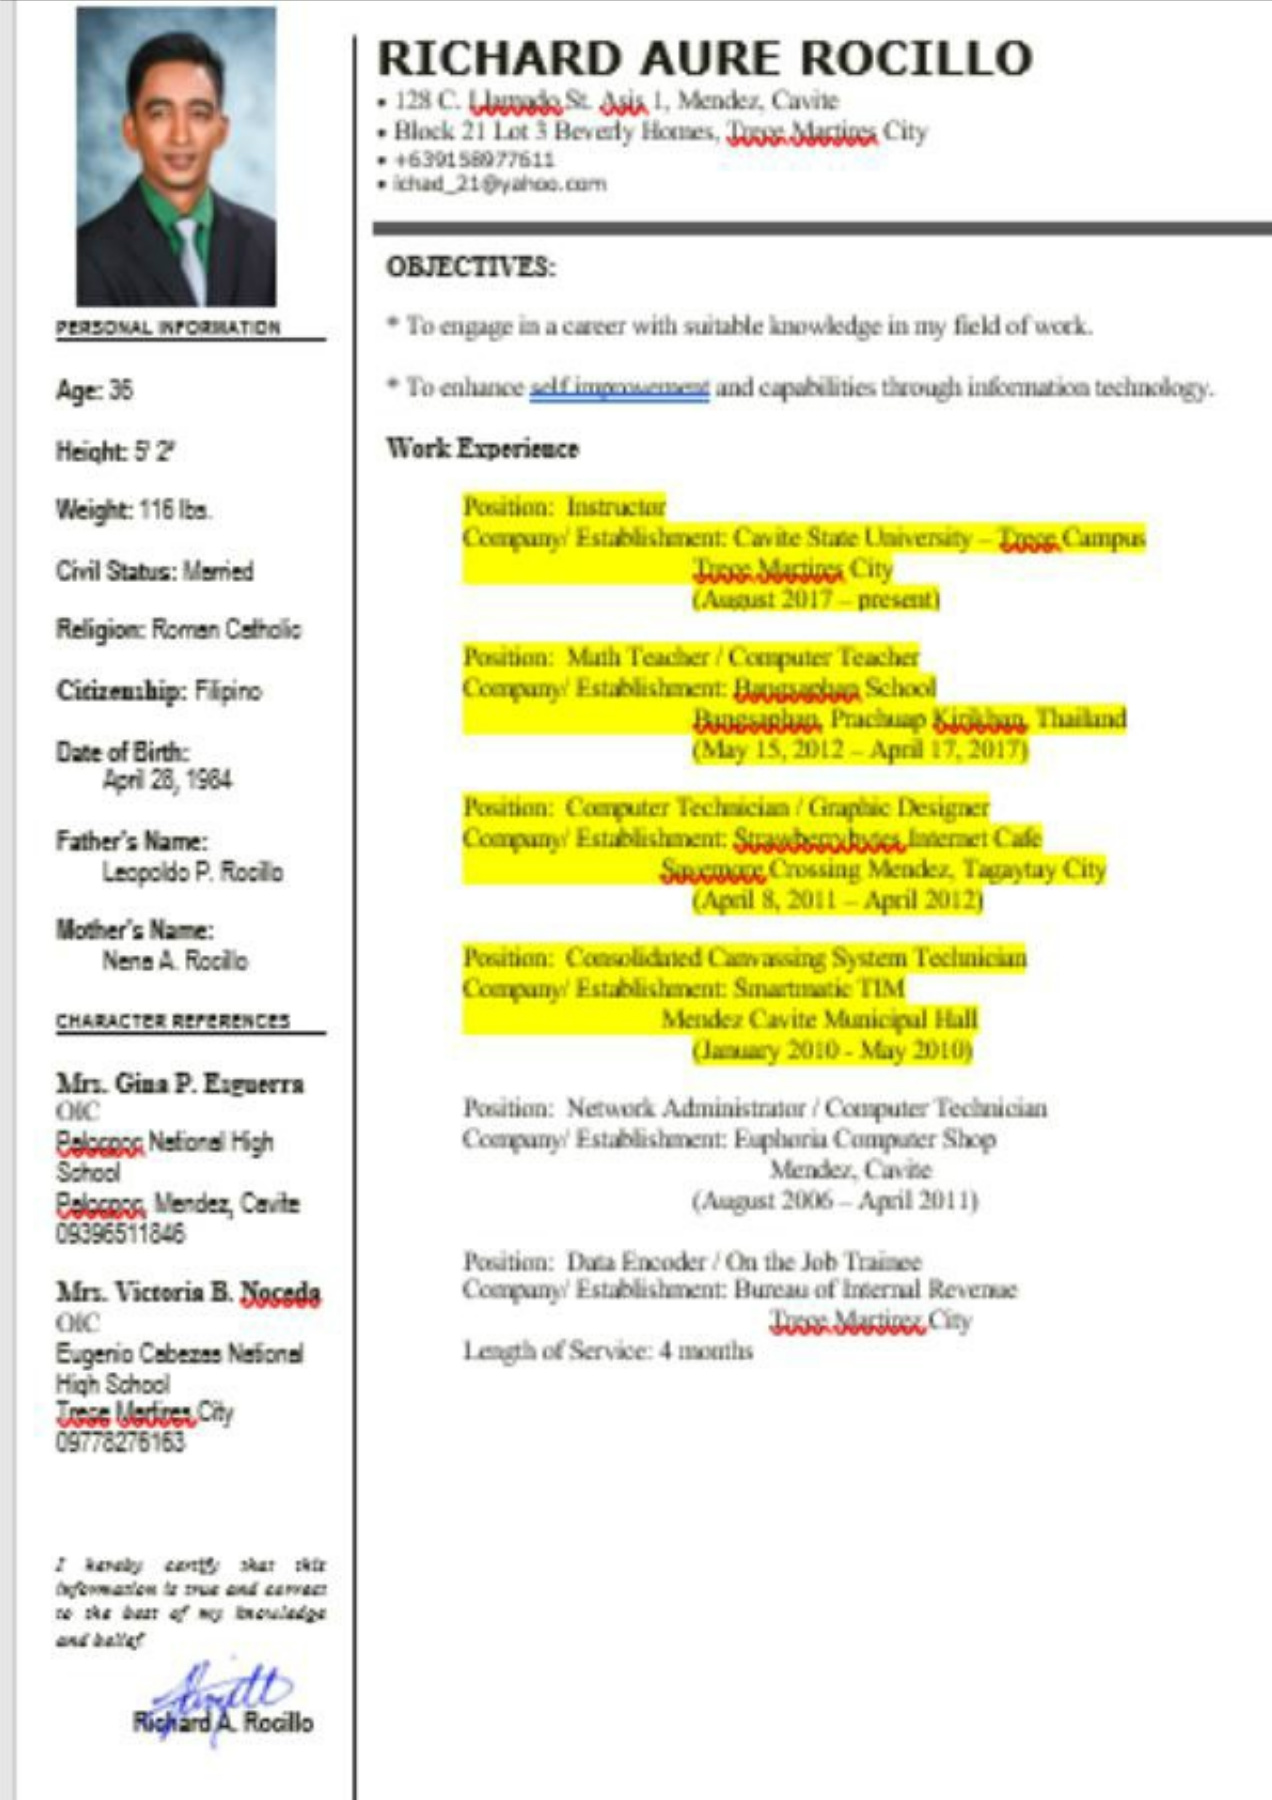 RICHARD AURE ROCILLO
• 128 C. Llamado St. Asis 1, Mendez, Cavite
• Block 21 Lot 3 Beverly Homes, Trece Martires City
• +639158977611
• ichad_21@yahoo.com
PERSONAL INFORMATION
Age: 36
Height: 5' 2"
Weight: 116 lbs.
Civil Status: Married
Religion: Roman Catholic
Citizenship: Filipino
Date of Birth:
April 28, 1984
Father's Name:
Leopoldo P. Rocillo
Mother's Name:
Nena A. Rocillo
CHARACTER REFERENCES
Mrs. Gina P. Esguerra
OIC
Palocpoc National High
School
Palocpoc, Mendez, Cavite
09396511846
Mrs. Victoria B. Noceda
OIC
Eugenio Cabezas National
High School
Trece Martires City
09778276163
I hereby certify that this
information is true and correct
to the best of my knowledge
and belief.
Richard A. Rocillo
OBJECTIVES:
* To engage in a career with suitable knowledge in my field of work.
* To enhance self improvement and capabilities through information technology.
Work Experience
Position: Instructor
Company/ Establishment: Cavite State University – Trece Campus
Trece Martires City
(August 2017 – present)
Position: Math Teacher / Computer Teacher
Company/ Establishment: Bangsaphan School
Bangsaphan, Prachuap Kirikhan, Thailand
(May 15, 2012 – April 17, 2017)
Position: Computer Technician / Graphic Designer
Company/ Establishment: Strawberrybytes Internet Cafe
Savemore Crossing Mendez, Tagaytay City
(April 8, 2011 – April 2012)
Position: Consolidated Canvassing System Technician
Company/ Establishment: Smartmatic TIM
Mendez Cavite Municipal Hall
(January 2010 - May 2010)
Position: Network Administrator / Computer Technician
Company/ Establishment: Euphoria Computer Shop
Mendez, Cavite
(August 2006 – April 2011)
Position: Data Encoder / On the Job Trainee
Company/ Establishment: Bureau of Internal Revenue
Trece Martirez City
Length of Service: 4 months